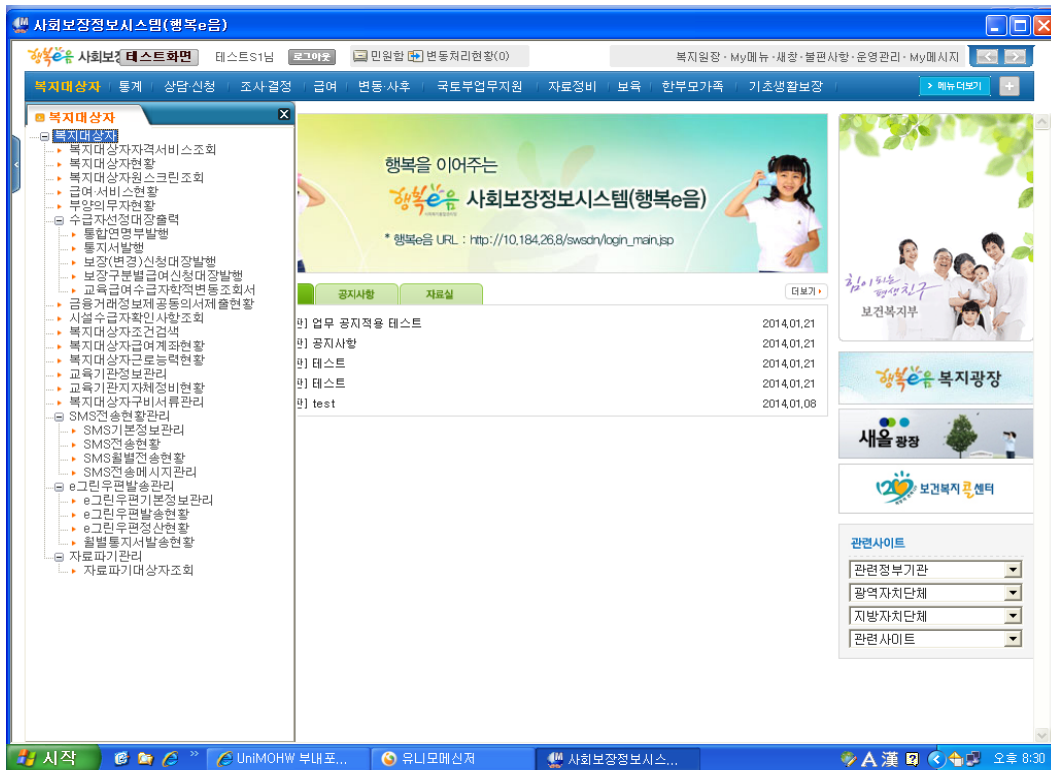 사회보장정보시스템(행복e음)
행복e음 사회보장 테스트화면 테스트S1님 로그아웃 민원함 변동처리현황(0) 복지원장 · My메뉴 · 새창 · 불편사항 · 운영관리 · My메시지
복지대상자 통계 상담·신청 조사·결정 급여 변동·사후 국토부업무지원 자료정비 보육 한부모가족 기초생활보장 > 메뉴더보기 +
복지대상자
복지대상자
복지대상자자격서비스조회
복지대상자현황
복지대상자원스크린조회
급여·서비스현황
부양의무자현황
수급자선정대장출력
통합연명부발행
통지서발행
보장(변경)신청대장발행
보장구분별급여신청대장발행
교육급여수급자학적변동조회서
금융거래정보제공동의서제출현황
시설수급자확인사항조회
복지대상자조건검색
복지대상자급여계좌현황
복지대상자근로능력현황
교육기관정보관리
교육기관지자체정비현황
복지대상자구비서류관리
SMS전송현황관리
SMS기본정보관리
SMS전송현황
SMS월별전송현황
SMS전송메시지관리
e그린우편발송관리
e그린우편기본정보관리
e그린우편발송현황
e그린우편정산현황
월별통지서발송현황
자료파기관리
자료파기대상자조회
행복을 이어주는
행복e음 사회보장정보시스템(행복e음)
* 행복e음 URL : http://10.184.26.8/swsdn/login_main.jsp
공지사항 자료실 더보기
판] 업무 공지적용 테스트 2014.01.21
판] 공지사항 2014.01.21
판] 테스트 2014.01.21
판] 테스트 2014.01.21
판] test 2014.01.08
힘이 되는
평생친구
보건복지부
행복e음 복지광장
새올 광장
129 보건복지 콜센터
관련사이트
관련정부기관
광역자치단체
지방자치단체
관련사이트
시작 UniMOHW 부내포... 유니모메신저 사회보장정보시스... A 漢 오후 8:30